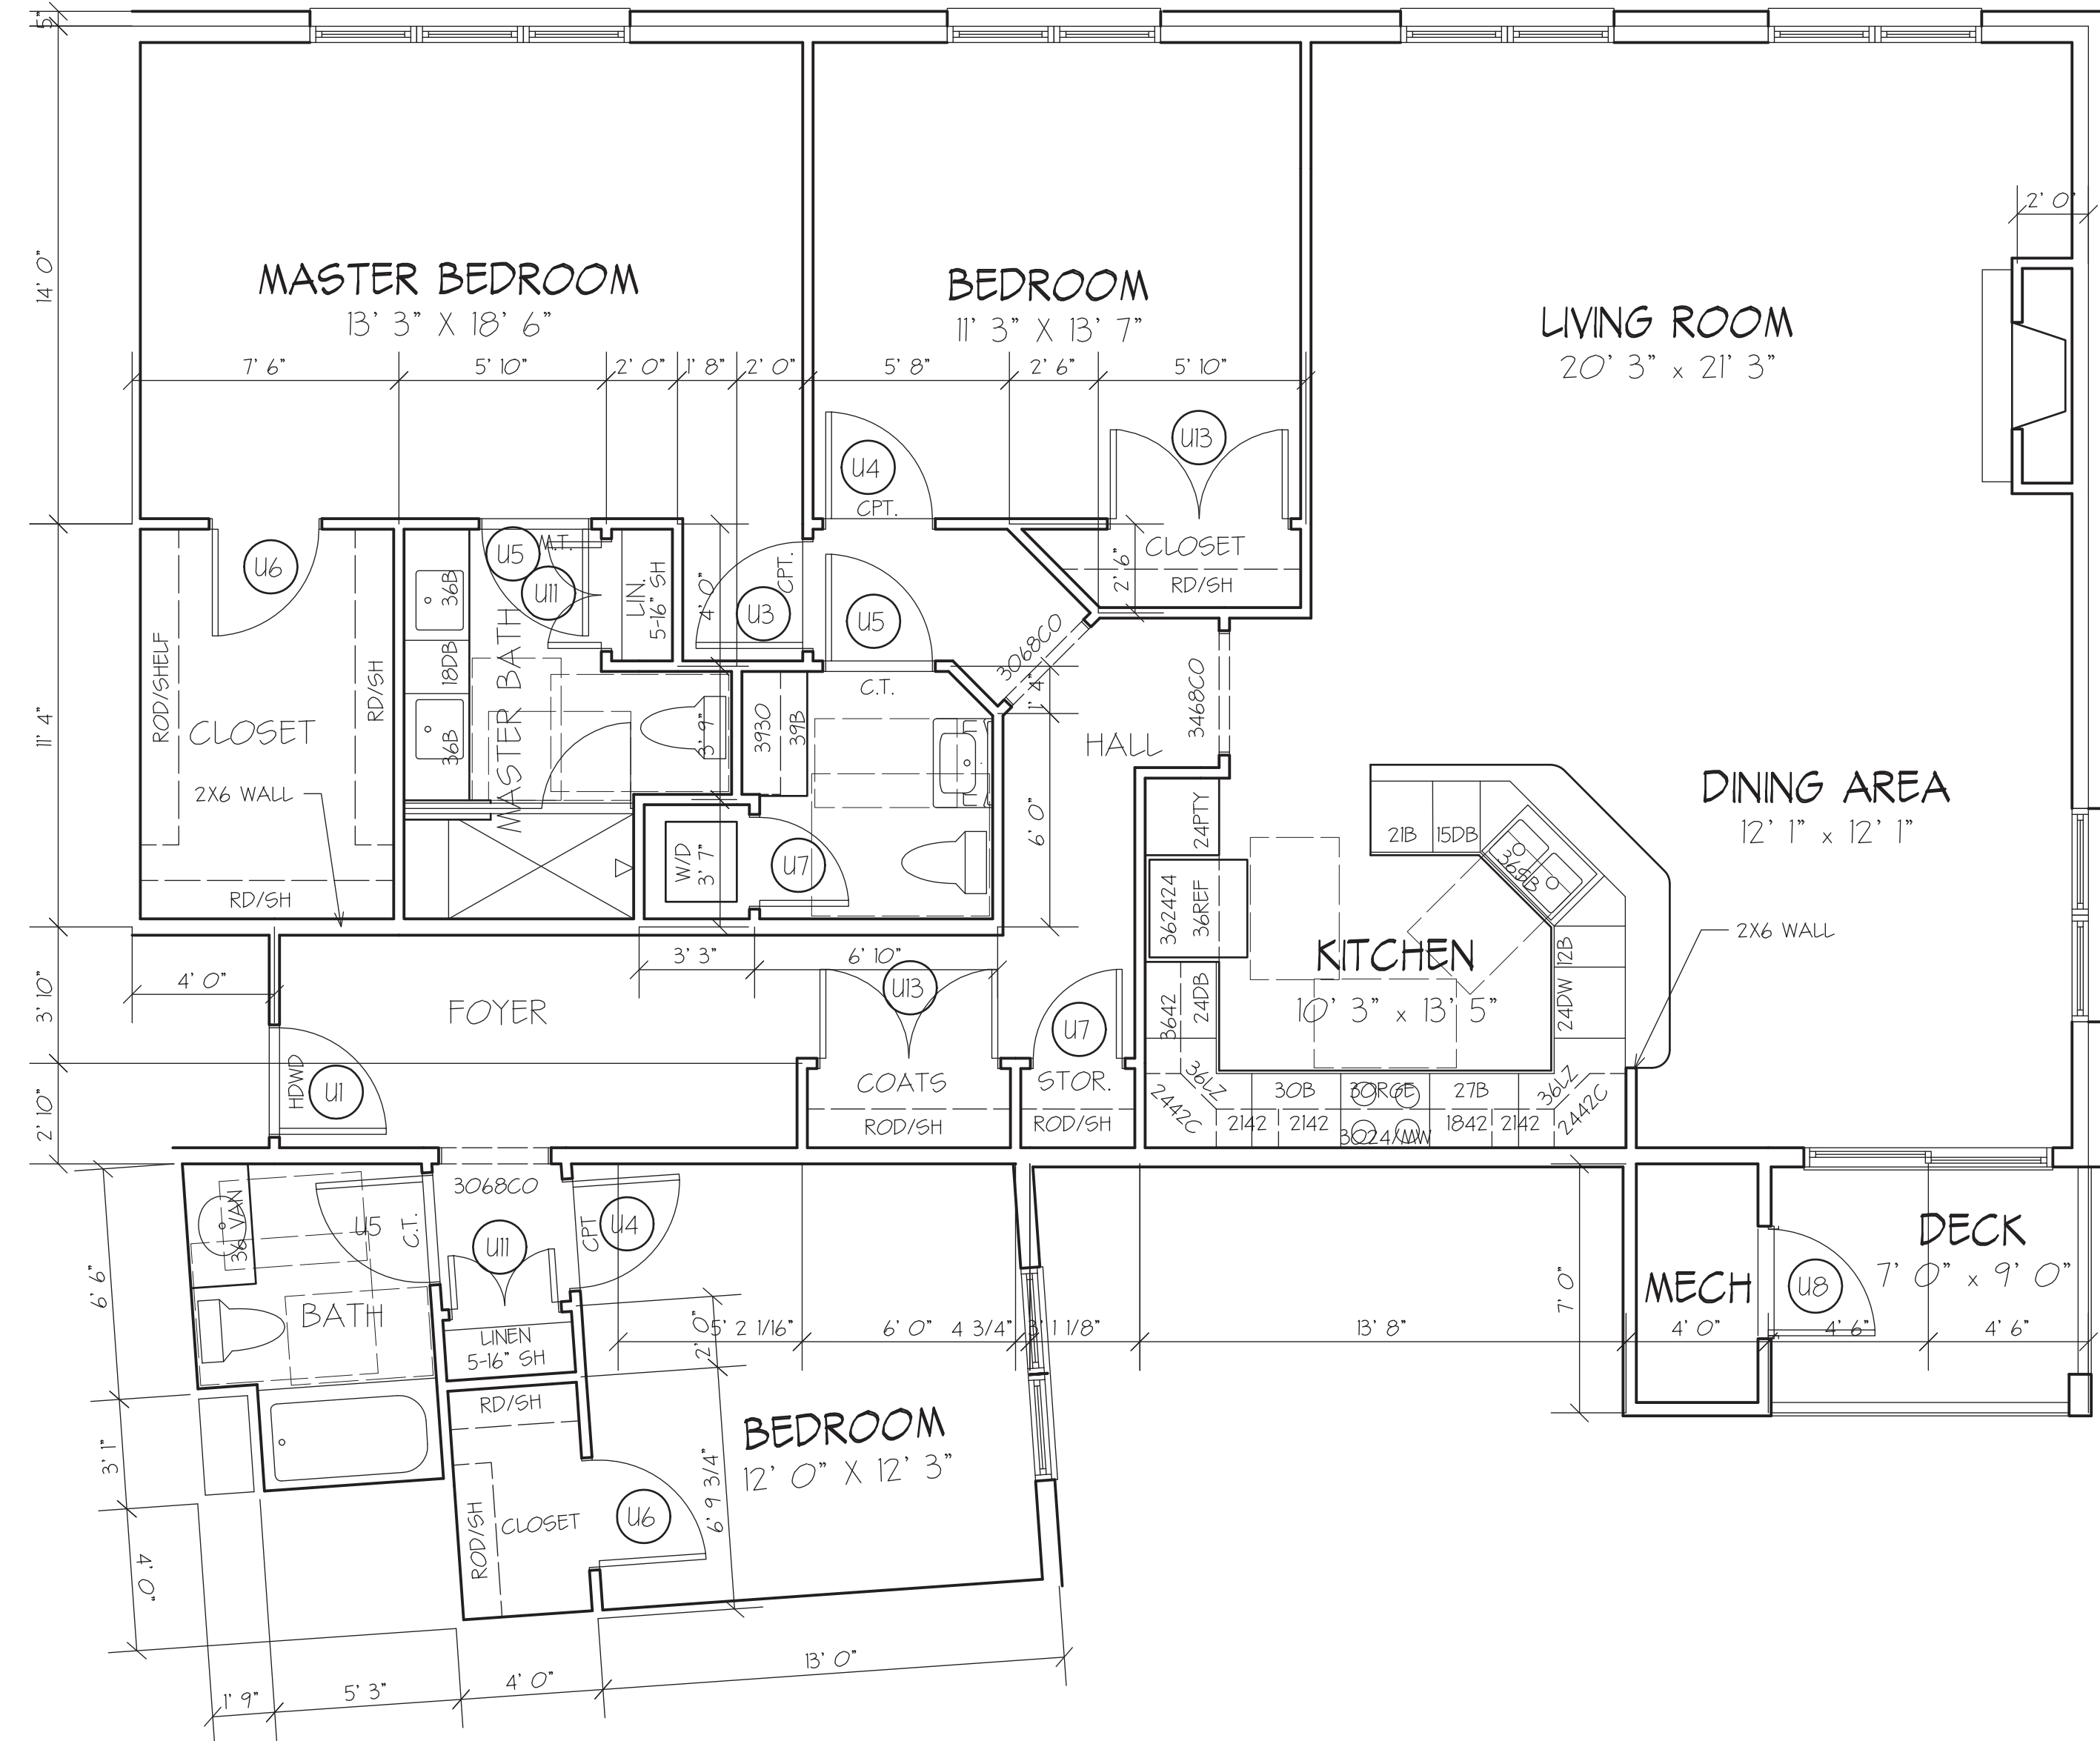 5"
14' 0"
11' 4"
3' 10"
2' 10"
MASTER BEDROOM
13' 3" X 18' 6"
BEDROOM
11' 3" X 13' 7"
LIVING ROOM
20' 3" x 21' 3"
2' 0"
7' 6"
5' 10"
2' 0"
1' 8"
2' 0"
5' 8"
2' 6"
5' 10"
U13
U4
CPT.
CLOSET
RD/SH
2' 6"
U6
U5
M.T.
U11
LIN.
5-16" SH
4' 0"
CPT.
U3
U5
3068CO
1' 4"
3468CO
ROD/SHELF
RD/SH
CLOSET
2X6 WALL
RD/SH
36B
18DB
36B
MASTER BATH
3' 9"
3930
39B
C.T.
HALL
6' 0"
W/D
3' 7"
U7
24PTY
362424
36REF
3642
24DB
21B
15DB
36SB
12B
24DW
DINING AREA
12' 1" x 12' 1"
2X6 WALL
KITCHEN
10' 3" x 13' 5"
36LZ
2442C
30B
30RGE
27B
2142
2142
3024/MW
1842
2142
36LZ
2442C
4' 0"
3' 3"
6' 10"
FOYER
HDWD
U1
U13
COATS
ROD/SH
U7
STOR.
ROD/SH
3068CO
36 VAN
U5
C.T.
U11
CPT
U4
BATH
LINEN
5-16" SH
RD/SH
6' 6"
3' 1"
4' 0"
2' 0"
5' 2 1/16"
6' 0"
4 3/4"
3' 1 1/8"
13' 8"
7' 0"
MECH
4' 0"
U8
DECK
7' 0" x 9' 0"
4' 6"
4' 6"
BEDROOM
12' 0" X 12' 3"
6' 9 3/4"
ROD/SH
CLOSET
U6
1' 9"
5' 3"
4' 0"
13' 0"